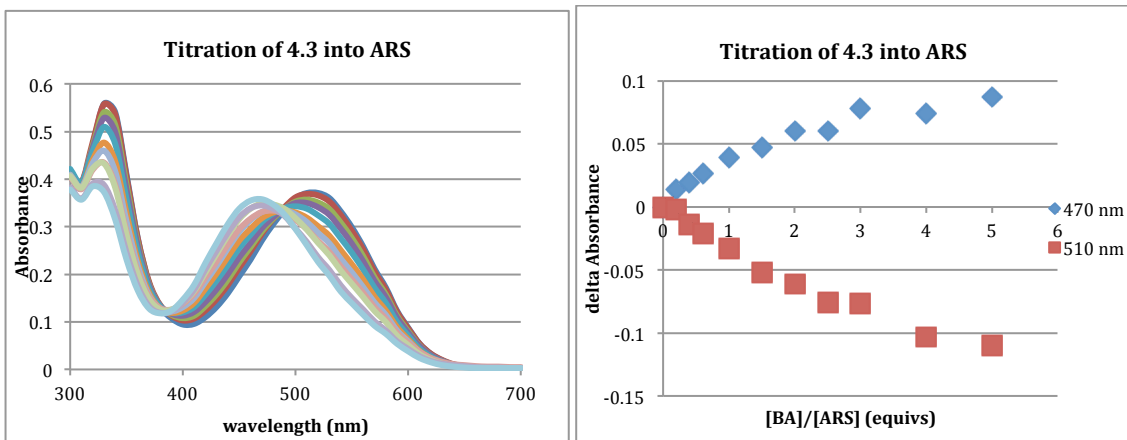 Titration of 4.3 into ARS
0.6
0.5
0.4
0.3
0.2
0.1
0
Absorbance
300 400 500 600 700
wavelength (nm)
Titration of 4.3 into ARS
0.1
0.05
0
-0.05
-0.1
-0.15
delta Absorbance
0 1 2 3 4 5 6
470 nm
510 nm
[BA]/[ARS] (equivs)